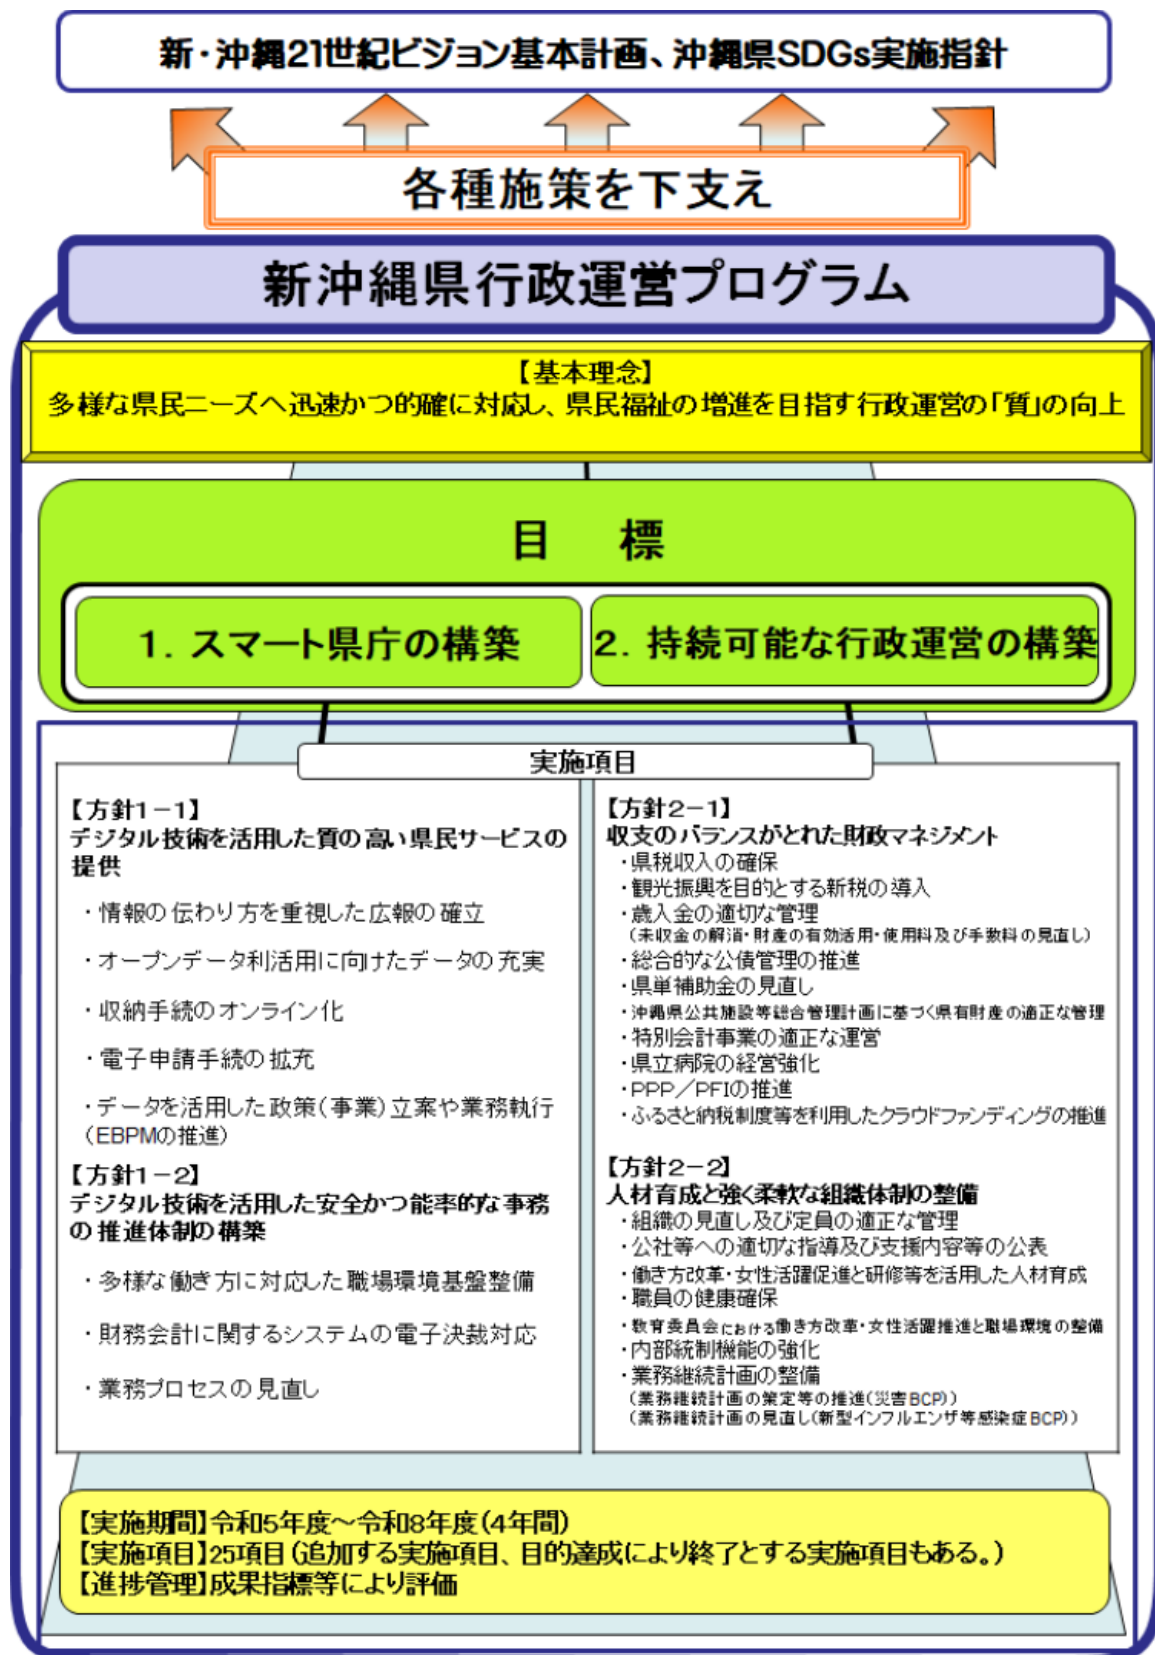 新・沖縄21世紀ビジョン基本計画、沖縄県SDGs実施指針
各種施策を下支え
新沖縄県行政運営プログラム
【基本理念】
多様な県民ニーズへ迅速かつ的確に対応し、県民福祉の増進を目指す行政運営の「質」の向上
目　標
1．スマート県庁の構築
2．持続可能な行政運営の構築
実施項目
【方針1－1】
デジタル技術を活用した質の高い県民サービスの
提供
・情報の伝わり方を重視した広報の確立
・オープンデータ利活用に向けたデータの充実
・収納手続のオンライン化
・電子申請手続の拡充
・データを活用した政策（事業）立案や業務執行
（EBPMの推進）
【方針1－2】
デジタル技術を活用した安全かつ能率的な事務
の推進体制の構築
・多様な働き方に対応した職場環境基盤整備
・財務会計に関するシステムの電子決裁対応
・業務プロセスの見直し
【方針2－1】
収支のバランスがとれた財政マネジメント
・県税収入の確保
・観光振興を目的とする新税の導入
・歳入金の適切な管理
（未収金の解消・財産の有効活用・使用料及び手数料の見直し）
・総合的な公債管理の推進
・県単補助金の見直し
・沖縄県公共施設等総合管理計画に基づく県有財産の適正な管理
・特別会計事業の適正な運営
・県立病院の経営強化
・PPP／PFIの推進
・ふるさと納税制度等を利用したクラウドファンディングの推進
【方針2－2】
人材育成と強く柔軟な組織体制の整備
・組織の見直し及び定員の適正な管理
・公社等への適切な指導及び支援内容等の公表
・働き方改革・女性活躍促進と研修等を活用した人材育成
・職員の健康確保
・教育委員会における働き方改革・女性活躍推進と職場環境の整備
・内部統制機能の強化
・業務継続計画の整備
（業務継続計画の策定等の推進（災害BCP））
（業務継続計画の見直し（新型インフルエンザ等感染症BCP））
【実施期間】令和5年度～令和8年度（4年間）
【実施項目】25項目（追加する実施項目、目的達成により終了とする実施項目もある。）
【進捗管理】成果指標等により評価